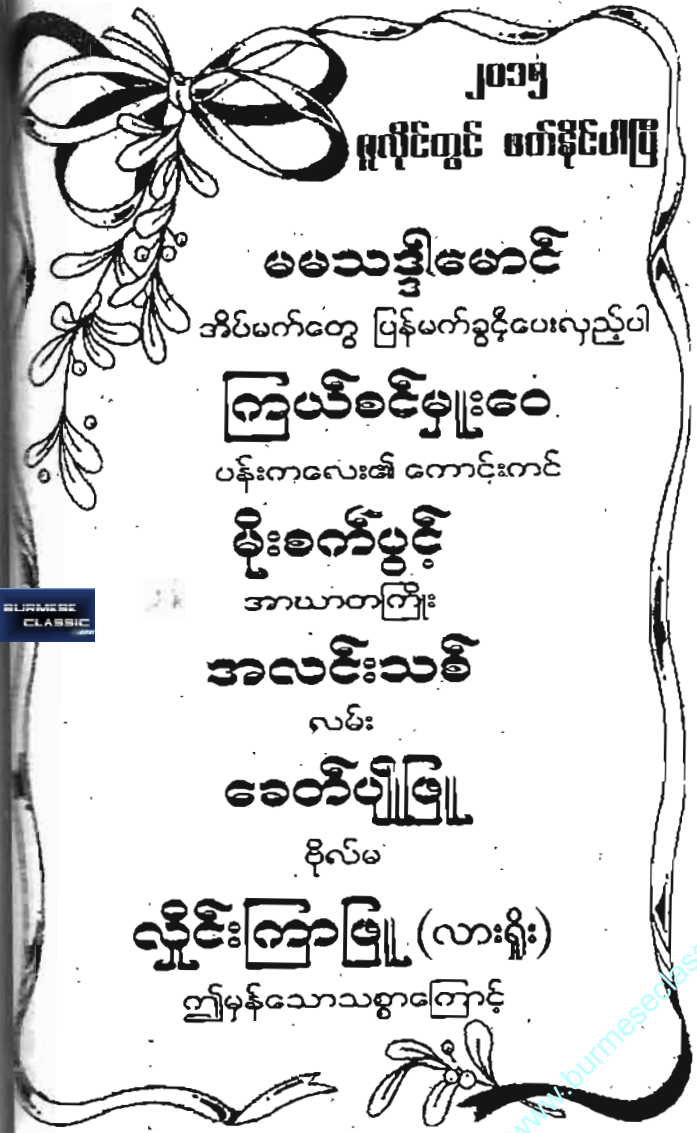 ၂၀၁၅
ဇူလိုင်တွင် ဖတ်နိုင်ပါပြီ
မမသဒ္ဒါမောင်
အိပ်မက်တွေ ပြန်မက်ခွင့်ပေးလှည့်ပါ
ကြယ်စင်မှူးဝေ
ပန်းကလေး၏ ကောင်းကင်
မိုးစက်ပွင့်
အာဃာတကြိုး
အလင်းသစ်
လမ်း
ခေတ်ပျိုဖြူ
ဗိုလ်မ
လှိုင်းကြာဖြူ (လားရှိုး)
ဤမှန်သောသစ္စာကြောင့်
BURMESE
CLASSIC
.com
www.burmeseclass